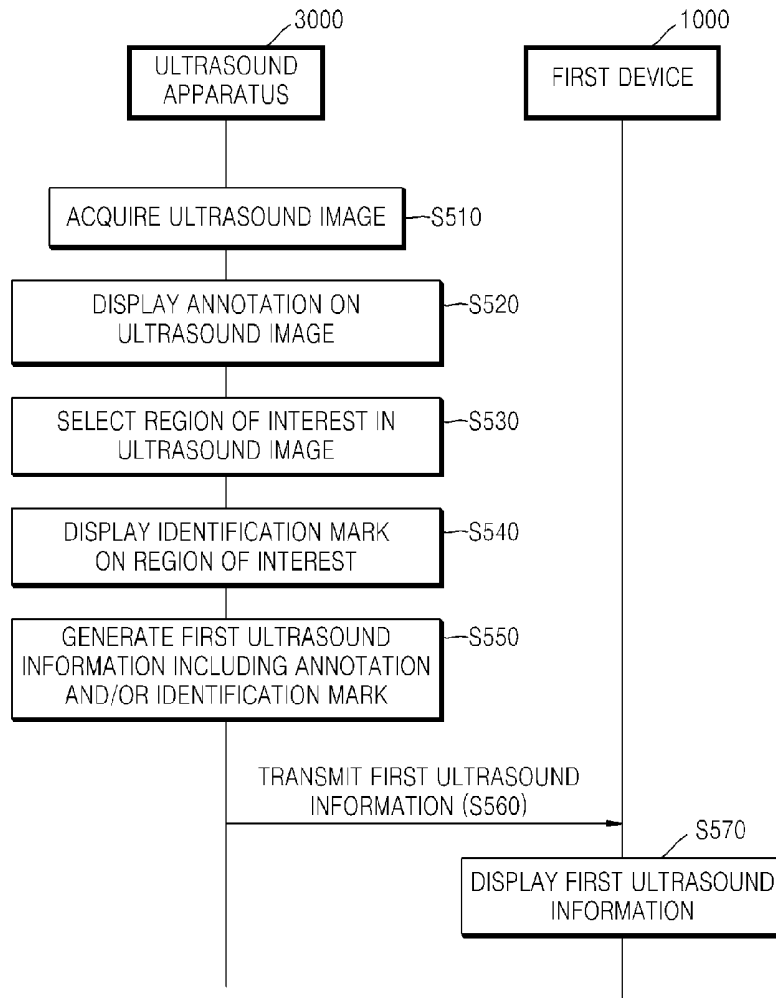 3000
1000
ULTRASOUND
APPARATUS
FIRST DEVICE
ACQUIRE ULTRASOUND IMAGE
S510
DISPLAY ANNOTATION ON
ULTRASOUND IMAGE
S520
SELECT REGION OF INTEREST IN
ULTRASOUND IMAGE
S530
DISPLAY IDENTIFICATION MARK
ON REGION OF INTEREST
S540
GENERATE FIRST ULTRASOUND
INFORMATION INCLUDING ANNOTATION
AND/OR IDENTIFICATION MARK
S550
TRANSMIT FIRST ULTRASOUND
INFORMATION (S560)
S570
DISPLAY FIRST ULTRASOUND
INFORMATION